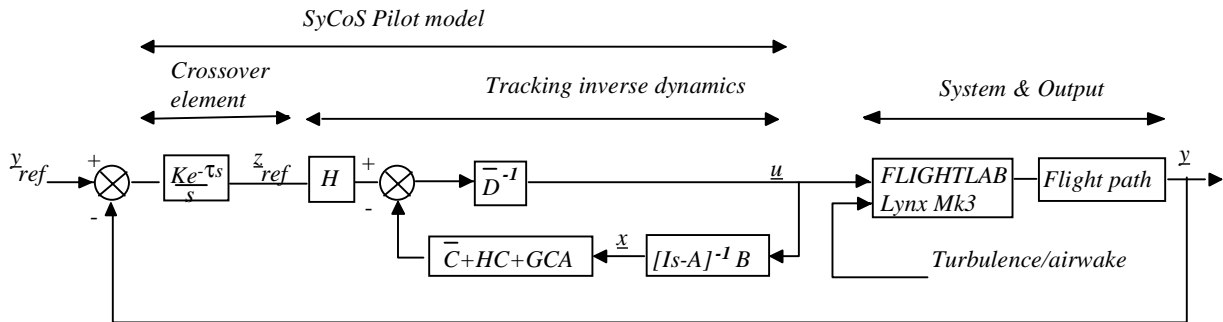 SyCoS Pilot model
Crossover
element
Tracking inverse dynamics
System & Output
y ref
+
-
Ke^-τs
s
z ref
H
+
-
D̅ ^-1
u
FLIGHTLAB
Lynx Mk3
Flight path
y
C̅+HC+GCA
x
[Is-A]^-1 B
Turbulence/airwake